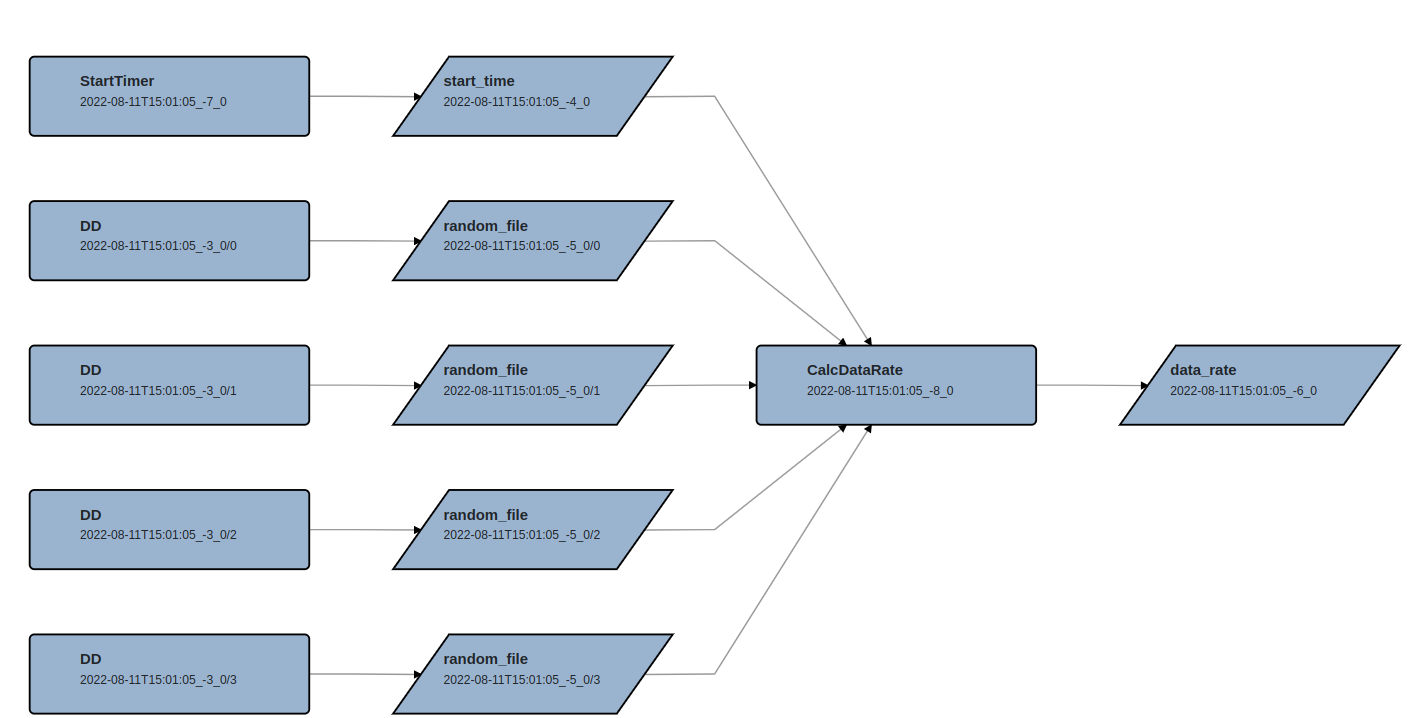 StartTimer
2022-08-11T15:01:05_-7_0
start_time
2022-08-11T15:01:05_-4_0
DD
2022-08-11T15:01:05_-3_0/0
random_file
2022-08-11T15:01:05_-5_0/0
DD
2022-08-11T15:01:05_-3_0/1
random_file
2022-08-11T15:01:05_-5_0/1
CalcDataRate
2022-08-11T15:01:05_-8_0
data_rate
2022-08-11T15:01:05_-6_0
DD
2022-08-11T15:01:05_-3_0/2
random_file
2022-08-11T15:01:05_-5_0/2
DD
2022-08-11T15:01:05_-3_0/3
random_file
2022-08-11T15:01:05_-5_0/3